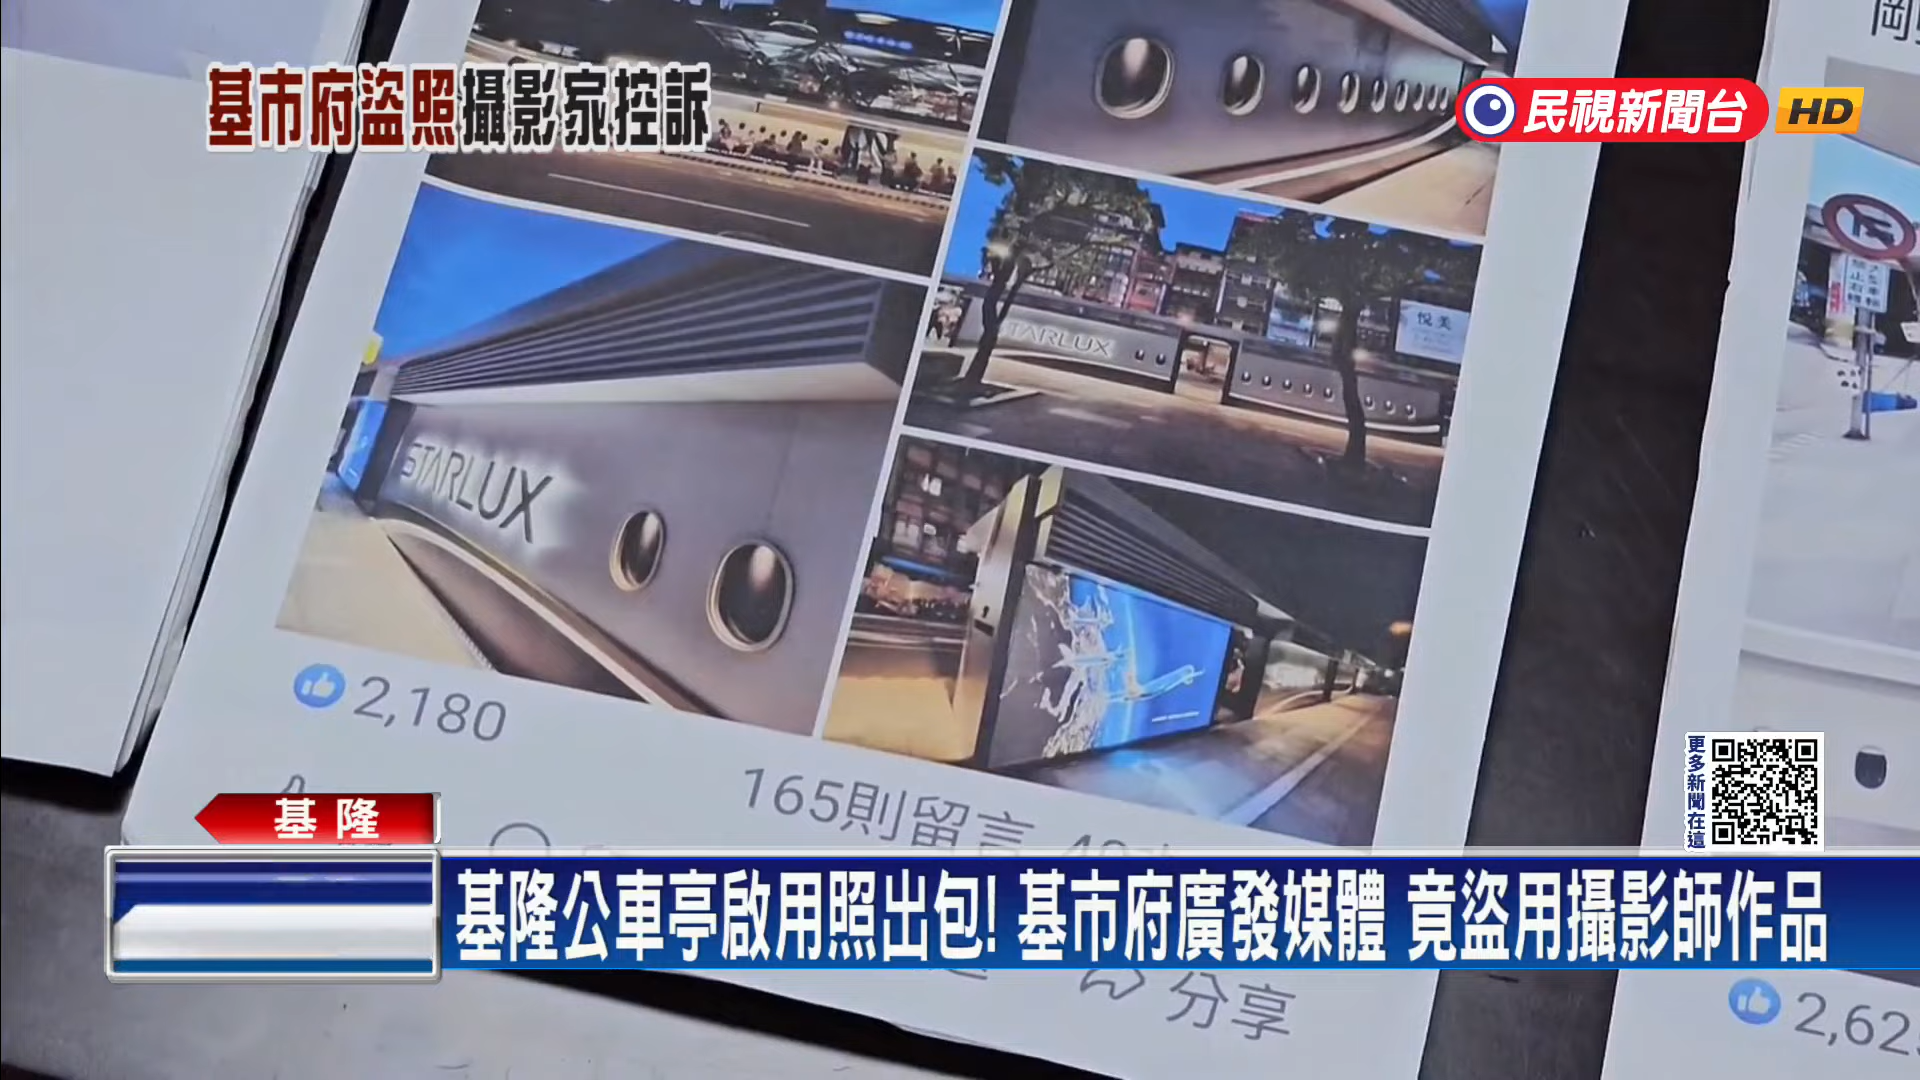 基市府盜照攝影家控訴
民視新聞台 HD
悅美
STARLUX
STARLUX
2,180
165則留言
更多新聞在這
基隆
基隆公車亭啟用照出包! 基市府廣發媒體 竟盜用攝影師作品
分享